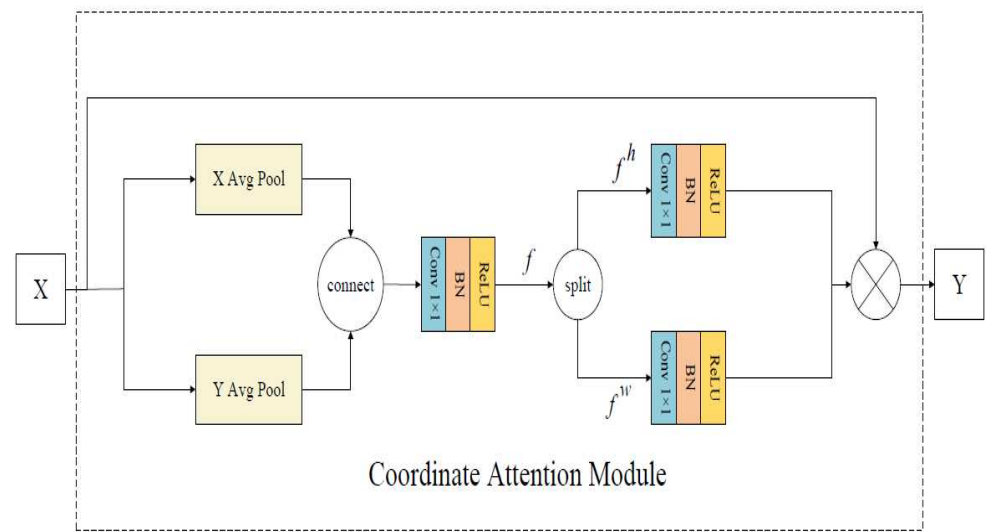 X
X Avg Pool
Y Avg Pool
connect
Conv 1×1
BN
ReLU
f
split
f^h
Conv 1×1
BN
ReLU
f^w
Conv 1×1
BN
ReLU
Y
Coordinate Attention Module